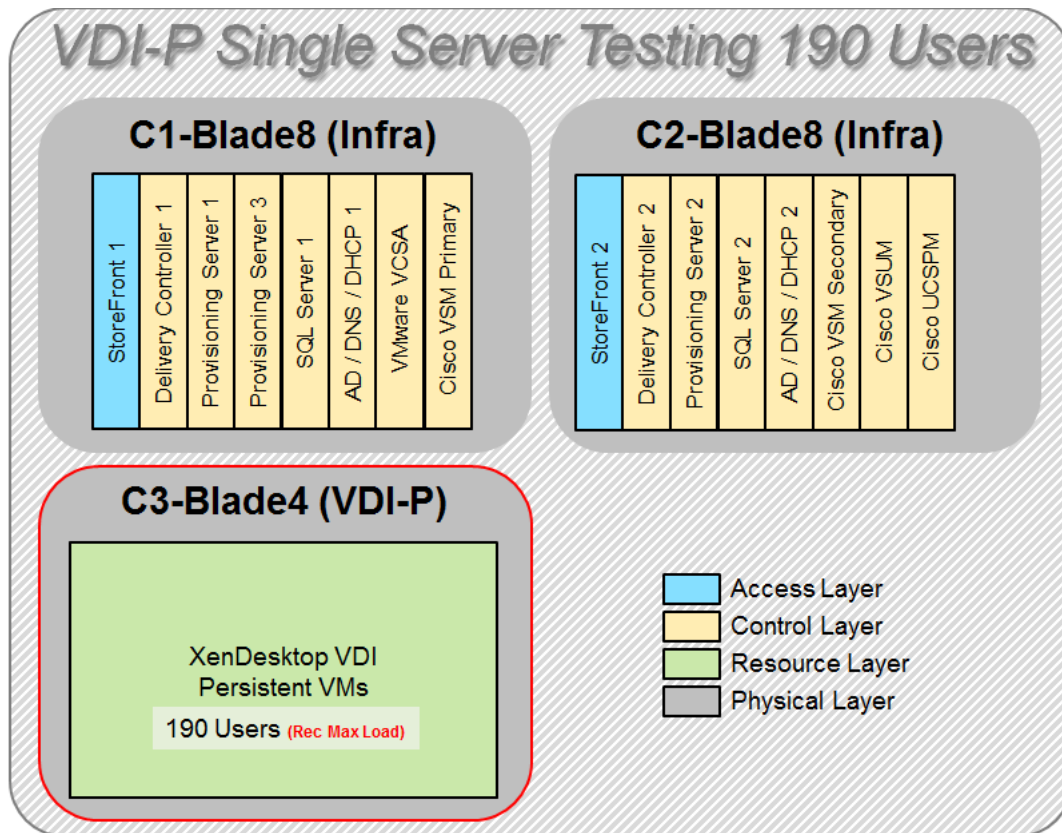 VDI-P Single Server Testing 190 Users
C1-Blade8 (Infra)
StoreFront 1
Delivery Controller 1
Provisioning Server 1
Provisioning Server 3
SQL Server 1
AD / DNS / DHCP 1
VMware VCSA
Cisco VSM Primary
C2-Blade8 (Infra)
StoreFront 2
Delivery Controller 2
Provisioning Server 2
SQL Server 2
AD / DNS / DHCP 2
Cisco VSM Secondary
Cisco VSUM
Cisco UCSPM
C3-Blade4 (VDI-P)
XenDesktop VDI
Persistent VMs
190 Users (Rec Max Load)
Access Layer
Control Layer
Resource Layer
Physical Layer